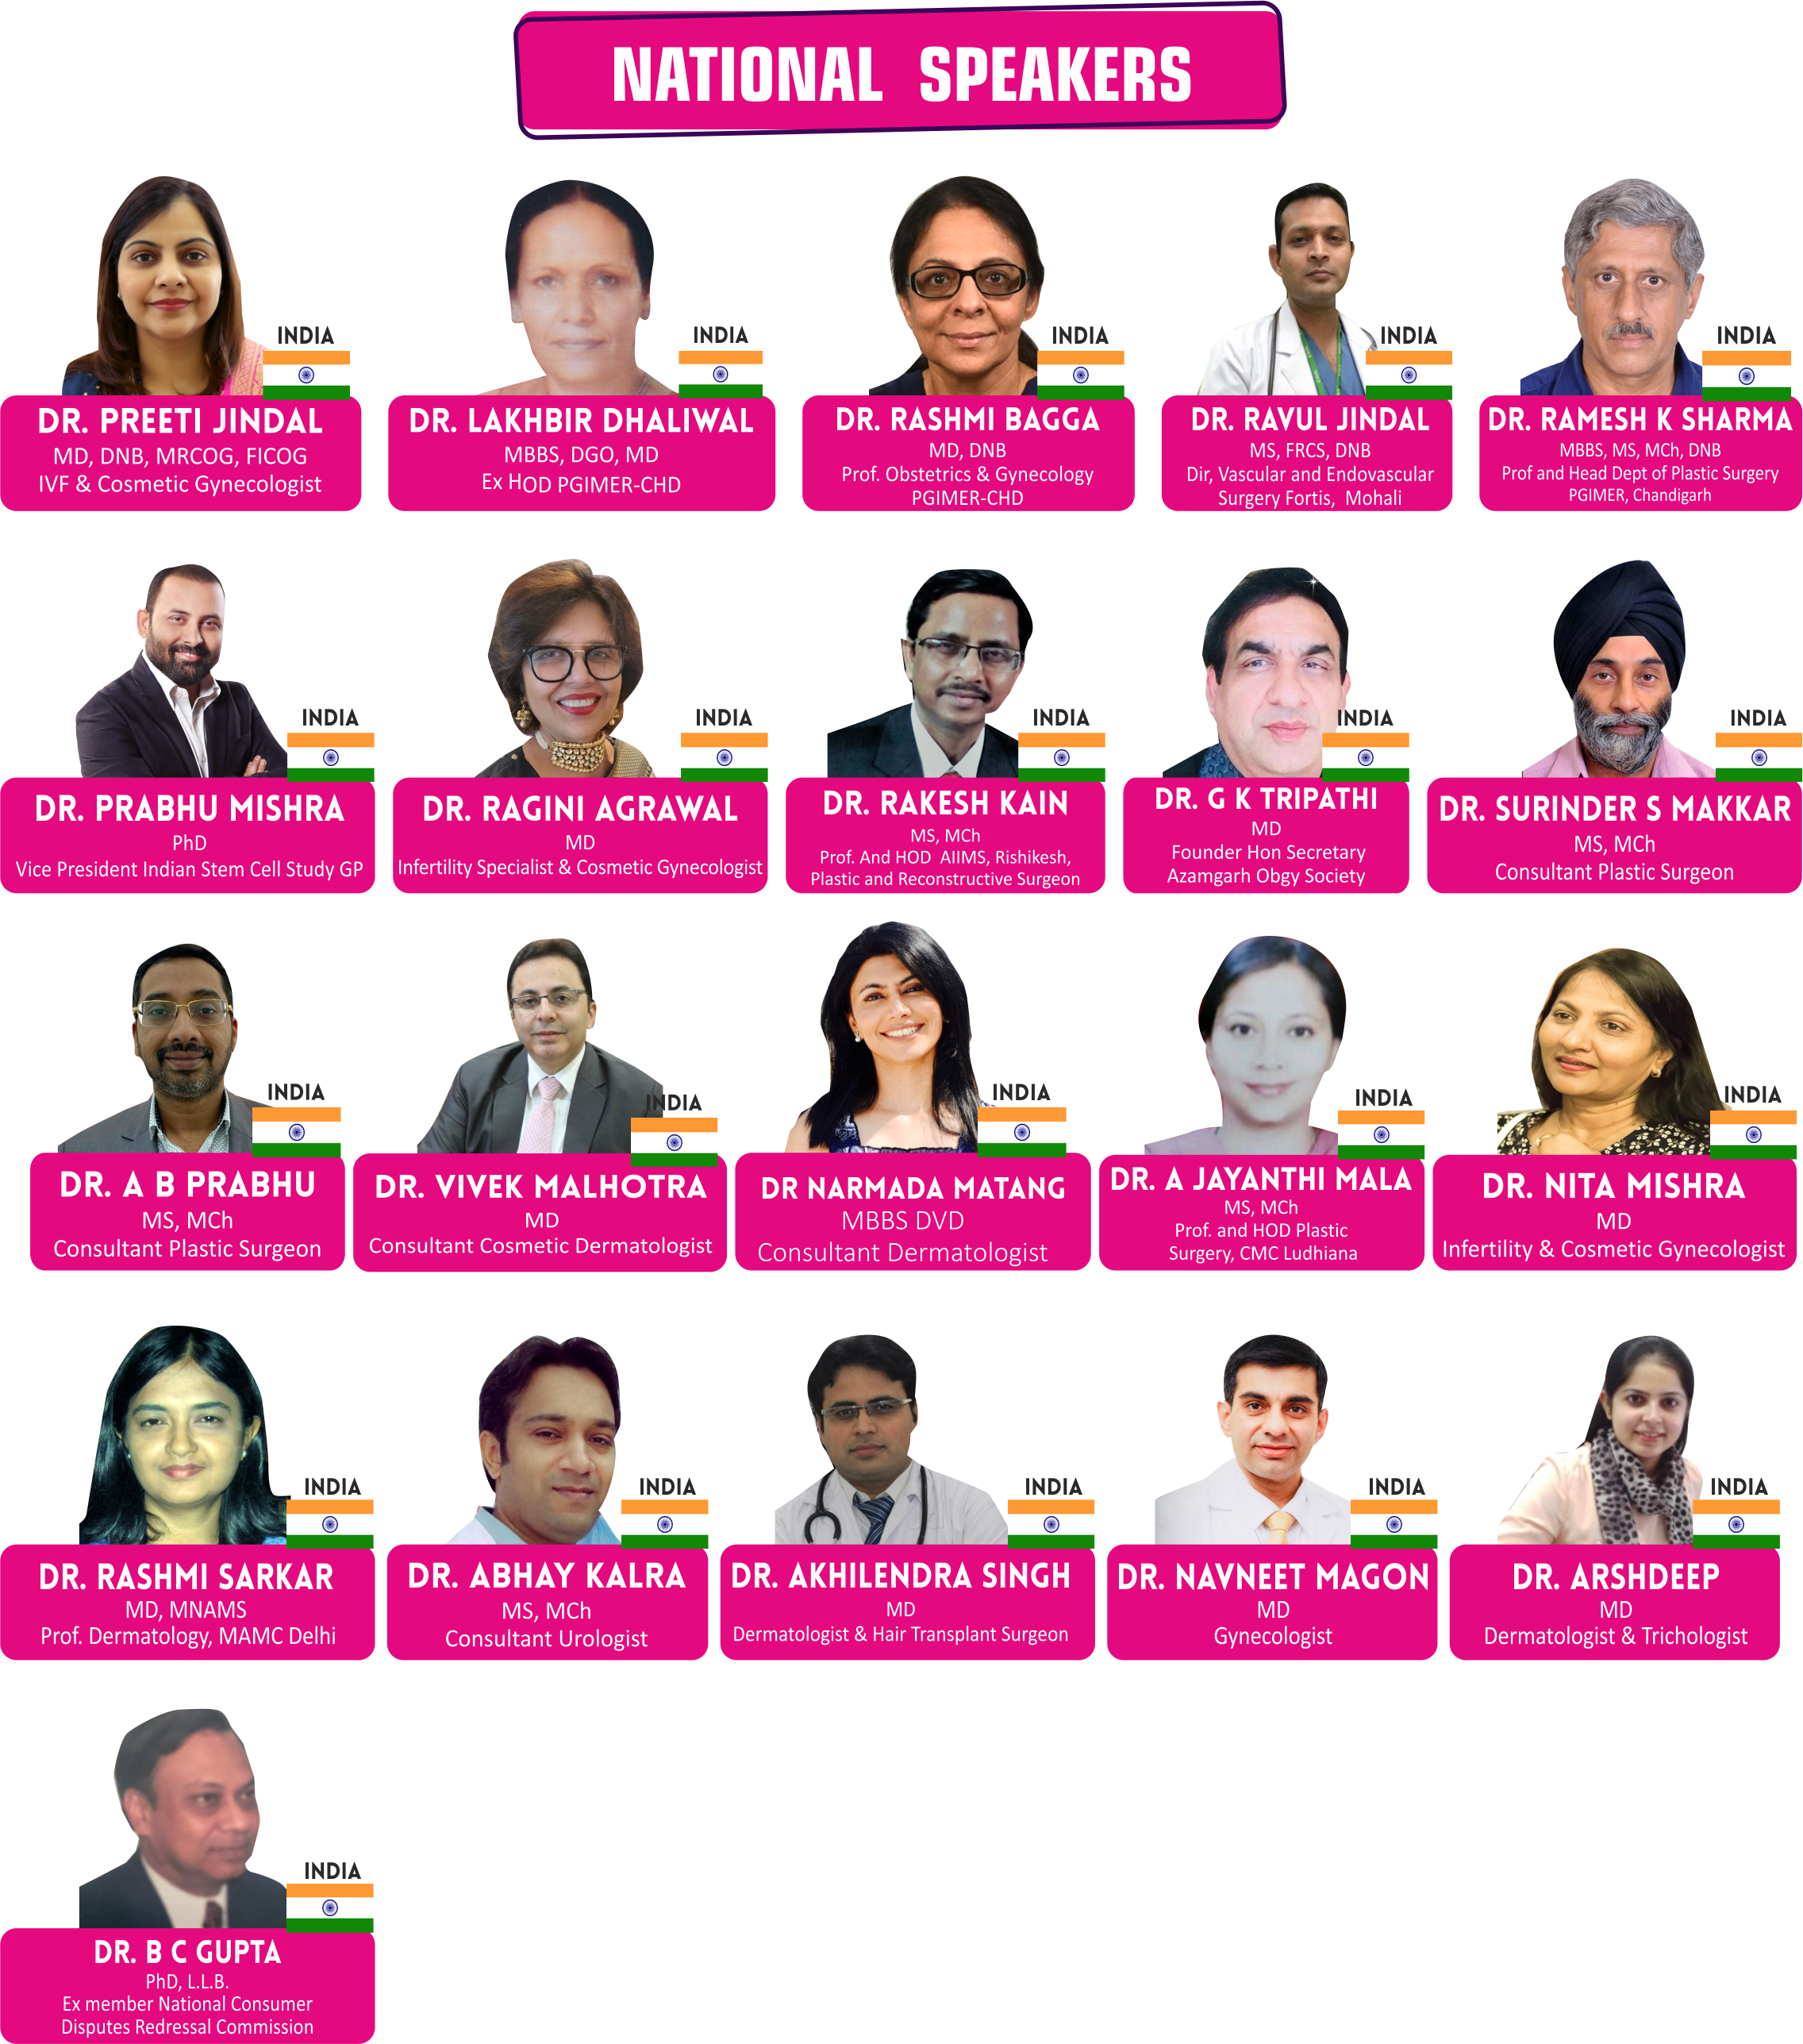 NATIONAL SPEAKERS
INDIA
DR. PREETI JINDAL
MD, DNB, MRCOG, FICOG
IVF & Cosmetic Gynecologist
INDIA
DR. LAKHBIR DHALIWAL
MBBS, DGO, MD
Ex HOD PGIMER-CHD
INDIA
DR. RASHMI BAGGA
MD, DNB
Prof. Obstetrics & Gynecology
PGIMER-CHD
INDIA
DR. RAVUL JINDAL
MS, FRCS, DNB
Dir, Vascular and Endovascular
Surgery Fortis, Mohali
INDIA
DR. RAMESH K SHARMA
MBBS, MS, MCh, DNB
Prof and Head Dept of Plastic Surgery
PGIMER, Chandigarh
INDIA
DR. PRABHU MISHRA
PhD
Vice President Indian Stem Cell Study GP
INDIA
DR. RAGINI AGRAWAL
MD
Infertility Specialist & Cosmetic Gynecologist
INDIA
DR. RAKESH KAIN
MS, MCh
Prof. And HOD AIIMS, Rishikesh,
Plastic and Reconstructive Surgeon
INDIA
DR. G K TRIPATHI
MD
Founder Hon Secretary
Azamgarh Obgy Society
INDIA
DR. SURINDER S MAKKAR
MS, MCh
Consultant Plastic Surgeon
INDIA
DR. A B PRABHU
MS, MCh
Consultant Plastic Surgeon
INDIA
DR. VIVEK MALHOTRA
MD
Consultant Cosmetic Dermatologist
INDIA
DR NARMADA MATANG
MBBS DVD
Consultant Dermatologist
INDIA
DR. A JAYANTHI MALA
MS, MCh
Prof. and HOD Plastic
Surgery, CMC Ludhiana
INDIA
DR. NITA MISHRA
MD
Infertility & Cosmetic Gynecologist
INDIA
DR. RASHMI SARKAR
MD, MNAMS
Prof. Dermatology, MAMC Delhi
INDIA
DR. ABHAY KALRA
MS, MCh
Consultant Urologist
INDIA
DR. AKHILENDRA SINGH
MD
Dermatologist & Hair Transplant Surgeon
INDIA
DR. NAVNEET MAGON
MD
Gynecologist
INDIA
DR. ARSHDEEP
MD
Dermatologist & Trichologist
INDIA
DR. B C GUPTA
PhD, L.L.B.
Ex member National Consumer
Disputes Redressal Commission